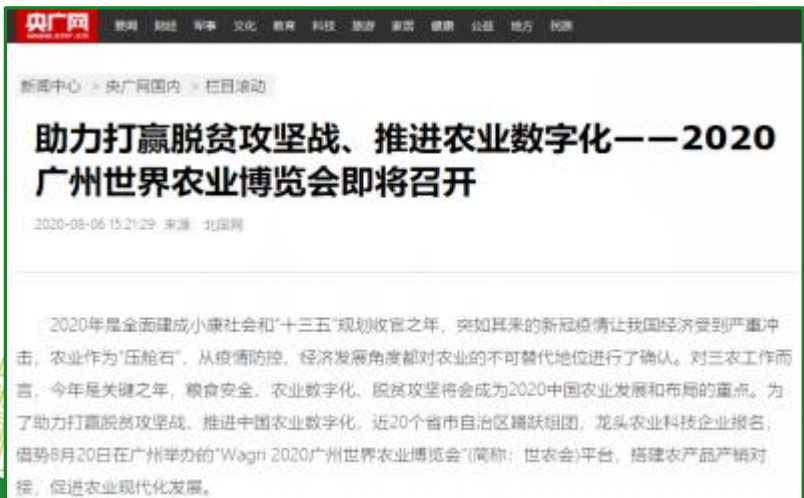 央广网
www.cnr.cn
要闻 财经 军事 文化 教育 科技 旅游 家居 健康 公益 地方 民族
新闻中心 > 央广网国内 > 栏目滚动
助力打赢脱贫攻坚战、推进农业数字化——2020
广州世界农业博览会即将召开
2020-08-06 15:21:29 来源: 北国网
2020年是全面建成小康社会和“十三五”规划收官之年，突如其来的新冠疫情让我国经济受到严重冲
击，农业作为“压舱石”，从疫情防控、经济发展角度都对农业的不可替代地位进行了确认。对三农工作而
言，今年是关键之年，粮食安全、农业数字化、脱贫攻坚将会成为2020中国农业发展和布局的重点。为
了助力打赢脱贫攻坚战、推进中国农业数字化，近20个省市自治区踊跃组团，龙头农业科技企业报名，
借势8月20日在广州举办的“Wagri 2020广州世界农业博览会”(简称：世农会)平台，搭建农产品产销对
接，促进农业现代化发展。